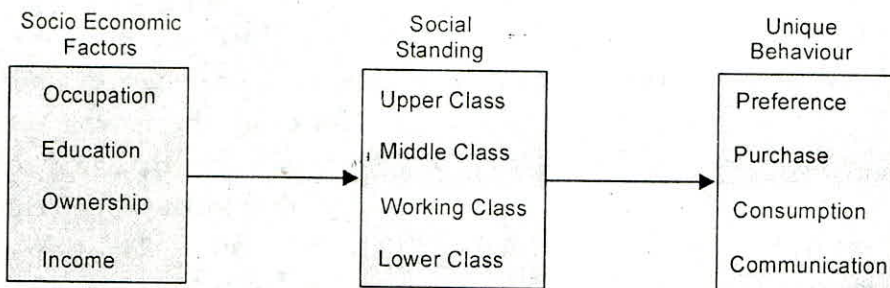 Socio Economic
Factors
Occupation
Education
Ownership
Income
Social
Standing
Upper Class
Middle Class
Working Class
Lower Class
Unique
Behaviour
Preference
Purchase
Consumption
Communication